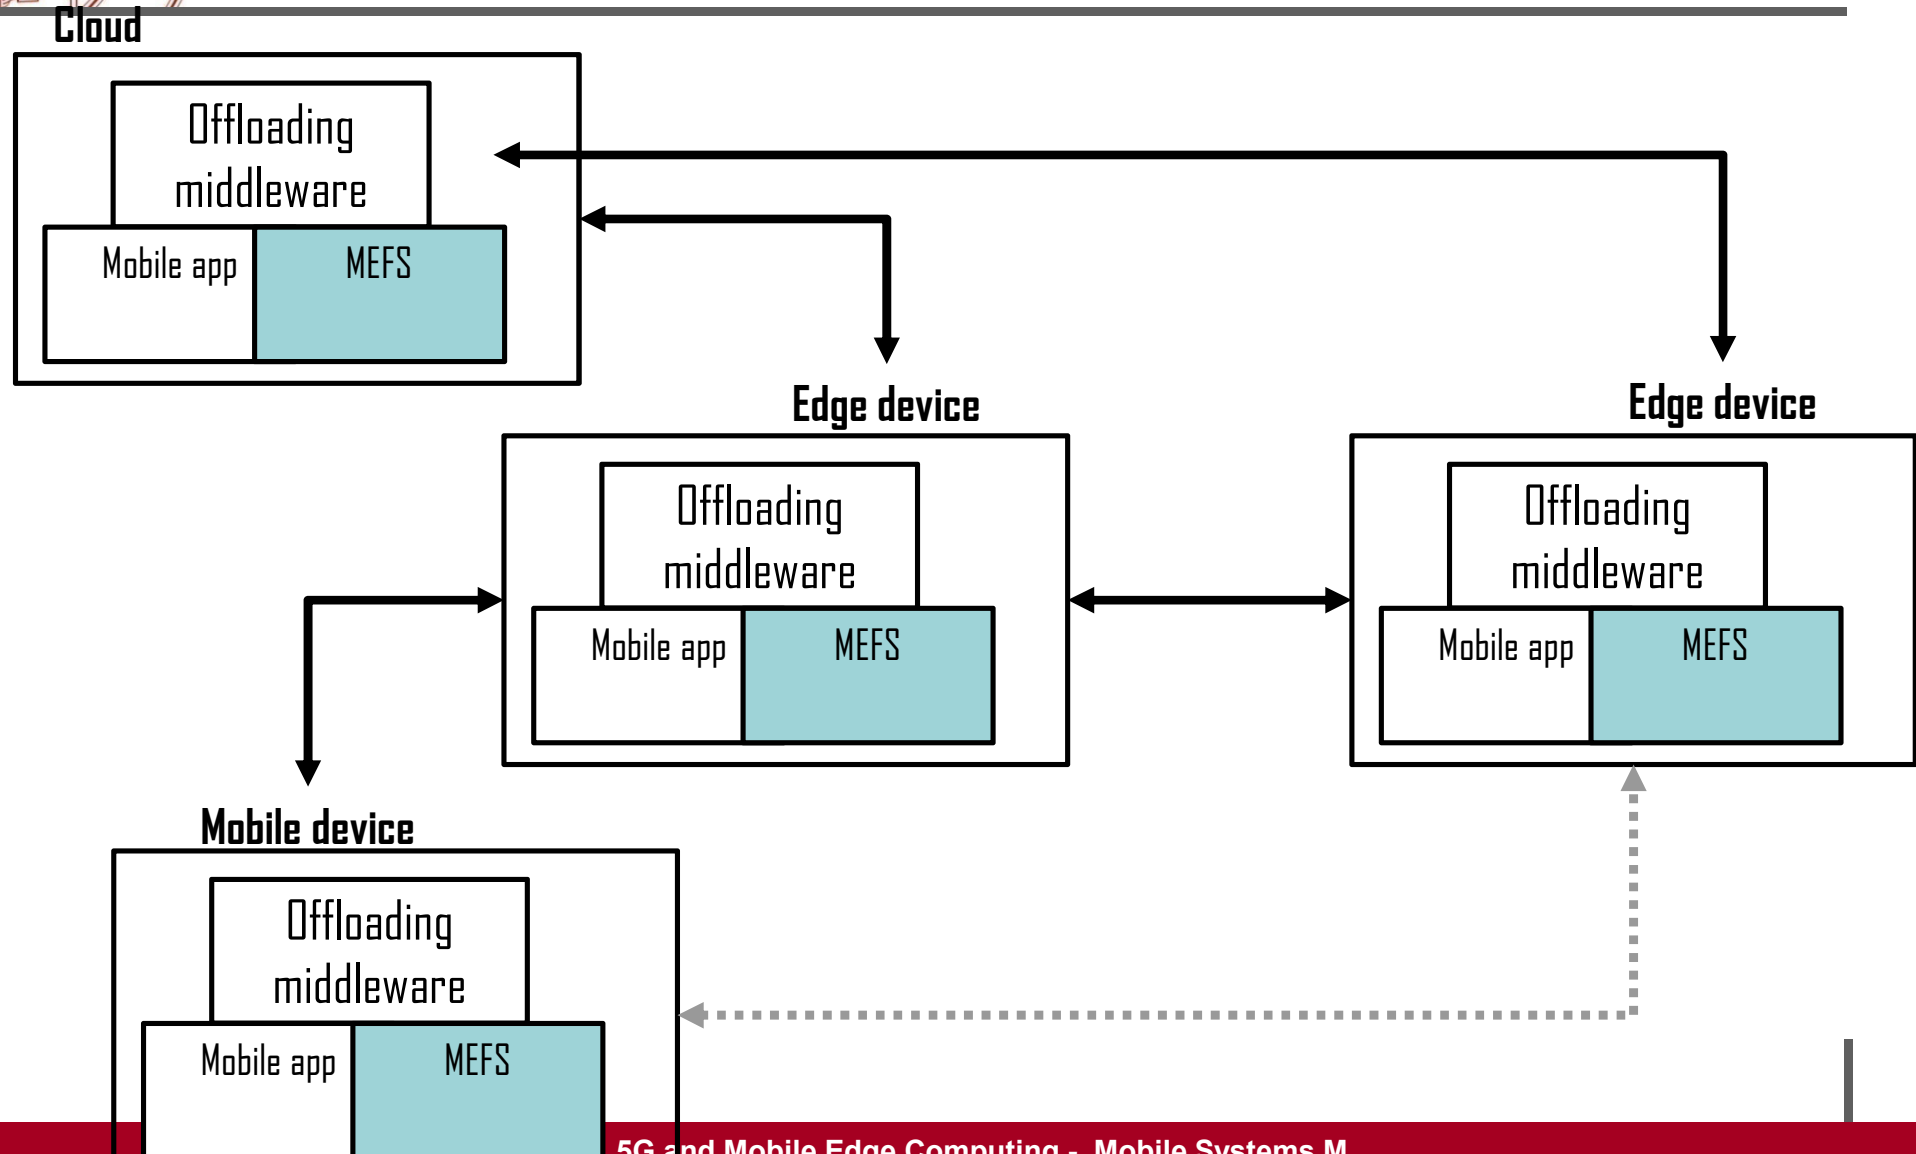 Cloud
Offloading
middleware
Mobile app
MEFS
Edge device
Edge device
Offloading
middleware
Mobile app
MEFS
Offloading
middleware
Mobile app
MEFS
Mobile device
Offloading
middleware
Mobile app
MEFS
5G and Mobile Edge Computing - Mobile Systems M